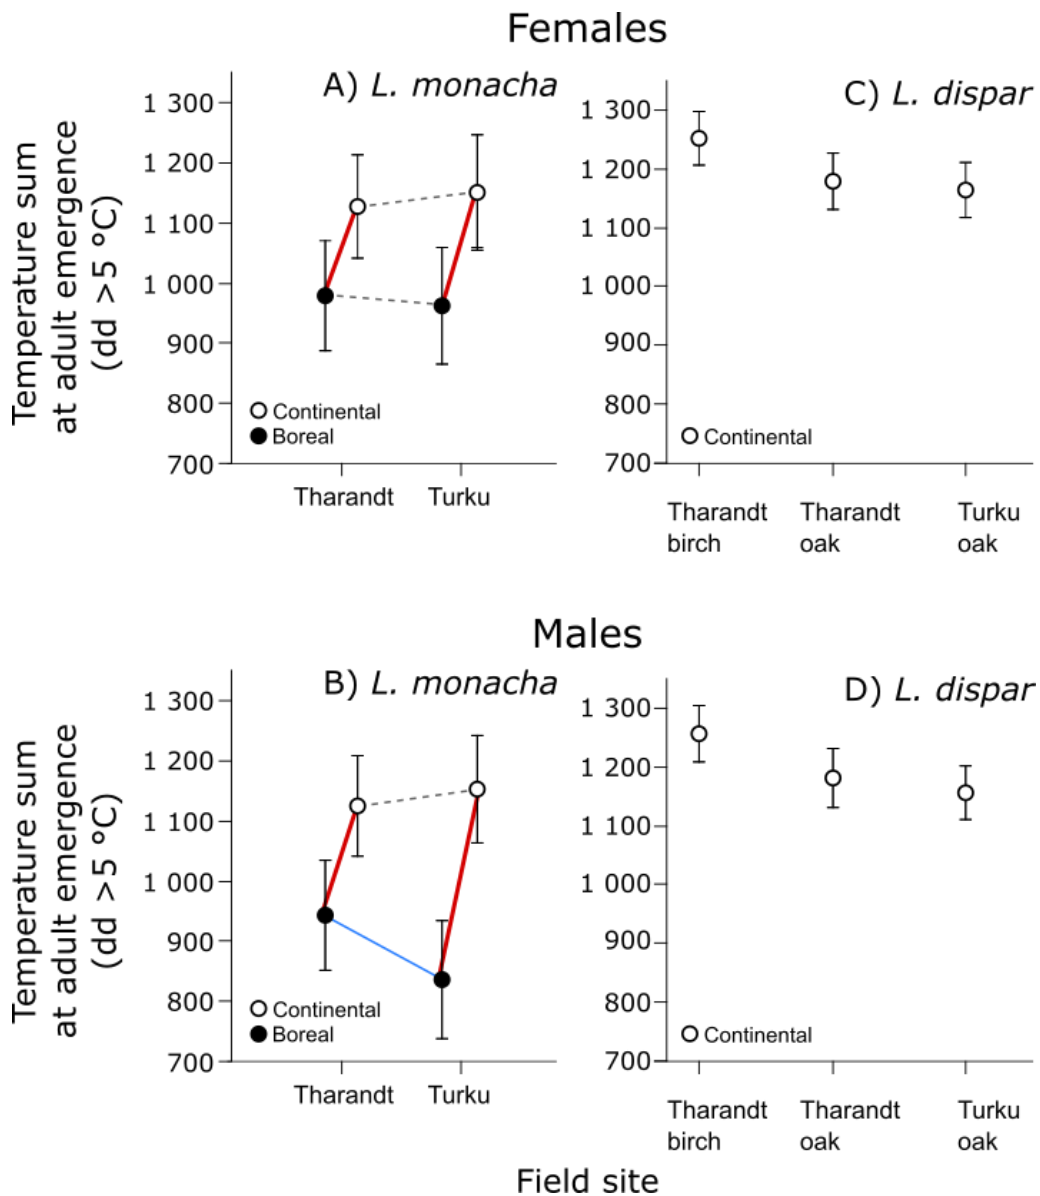 Females
A) L. monacha
C) L. dispar
Temperature sum
at adult emergence
(dd >5 °C)
1 300
1 200
1 100
1 000
900
800
700
Continental
Boreal
Tharandt
Turku
1 300
1 200
1 100
1 000
900
800
700
Continental
Tharandt birch
Tharandt oak
Turku oak
Males
B) L. monacha
D) L. dispar
Temperature sum
at adult emergence
(dd >5 °C)
1 300
1 200
1 100
1 000
900
800
700
Continental
Boreal
Tharandt
Turku
1 300
1 200
1 100
1 000
900
800
700
Continental
Tharandt birch
Tharandt oak
Turku oak
Field site